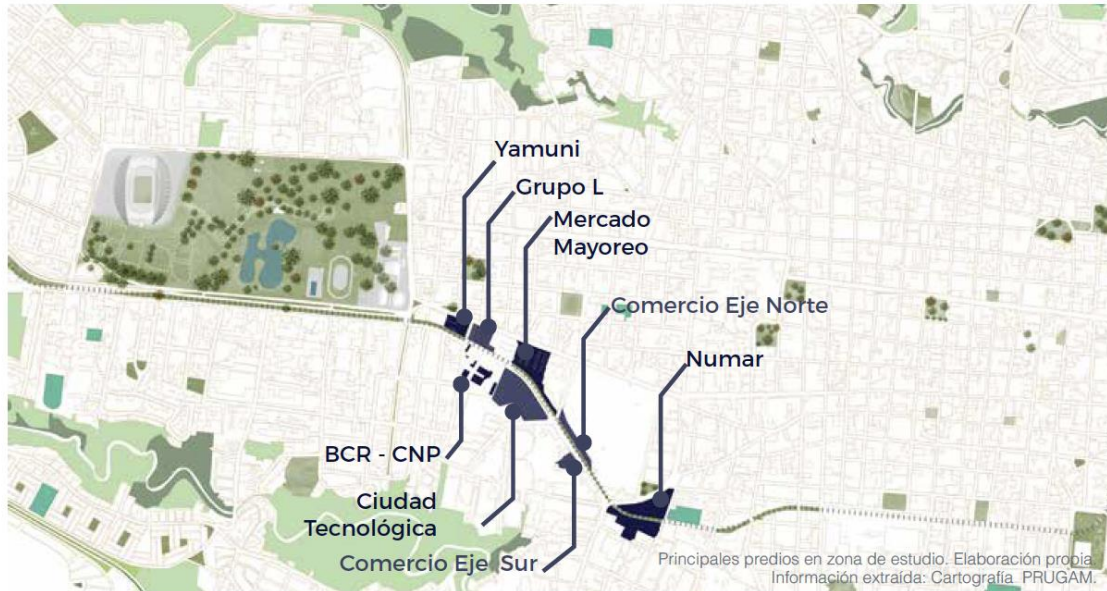 Yamuni
Grupo L
Mercado
Mayoreo
Comercio Eje Norte
Numar
BCR - CNP
Ciudad
Tecnológica
Comercio Eje Sur
Principales predios en zona de estudio. Elaboración propia.
Información extraída: Cartografía PRUGAM.